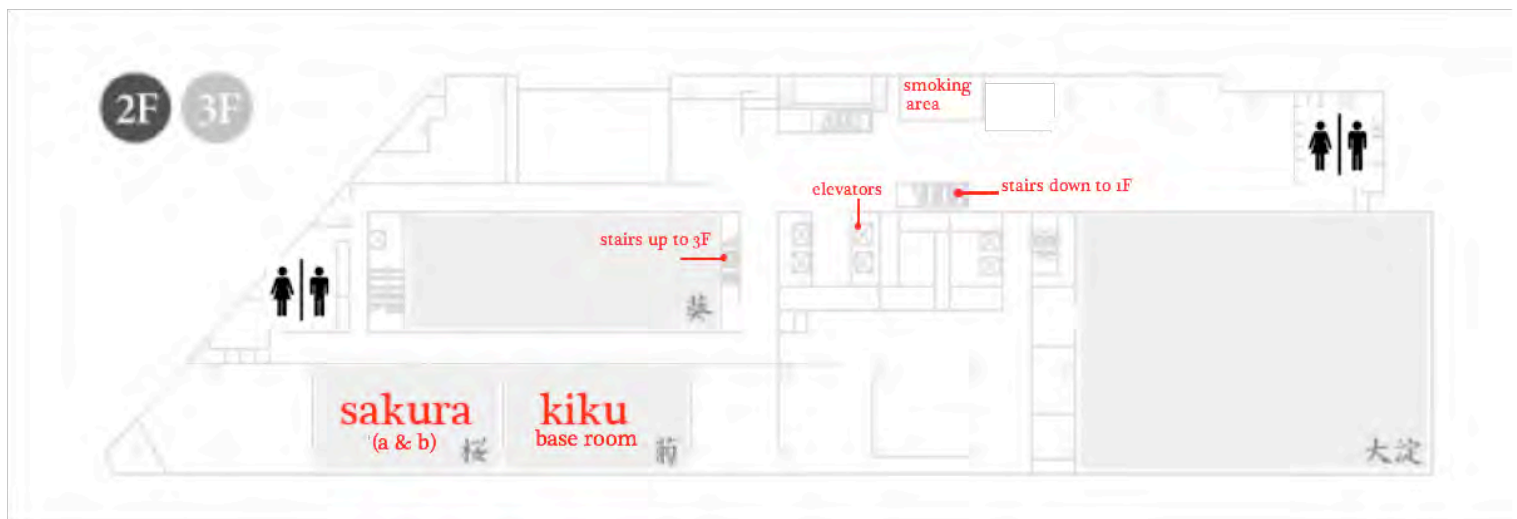 2F 3F
smoking
area
elevators
stairs down to 1F
stairs up to 3F
葵
sakura
(a & b)
桜
kiku
base room
菊
大淀